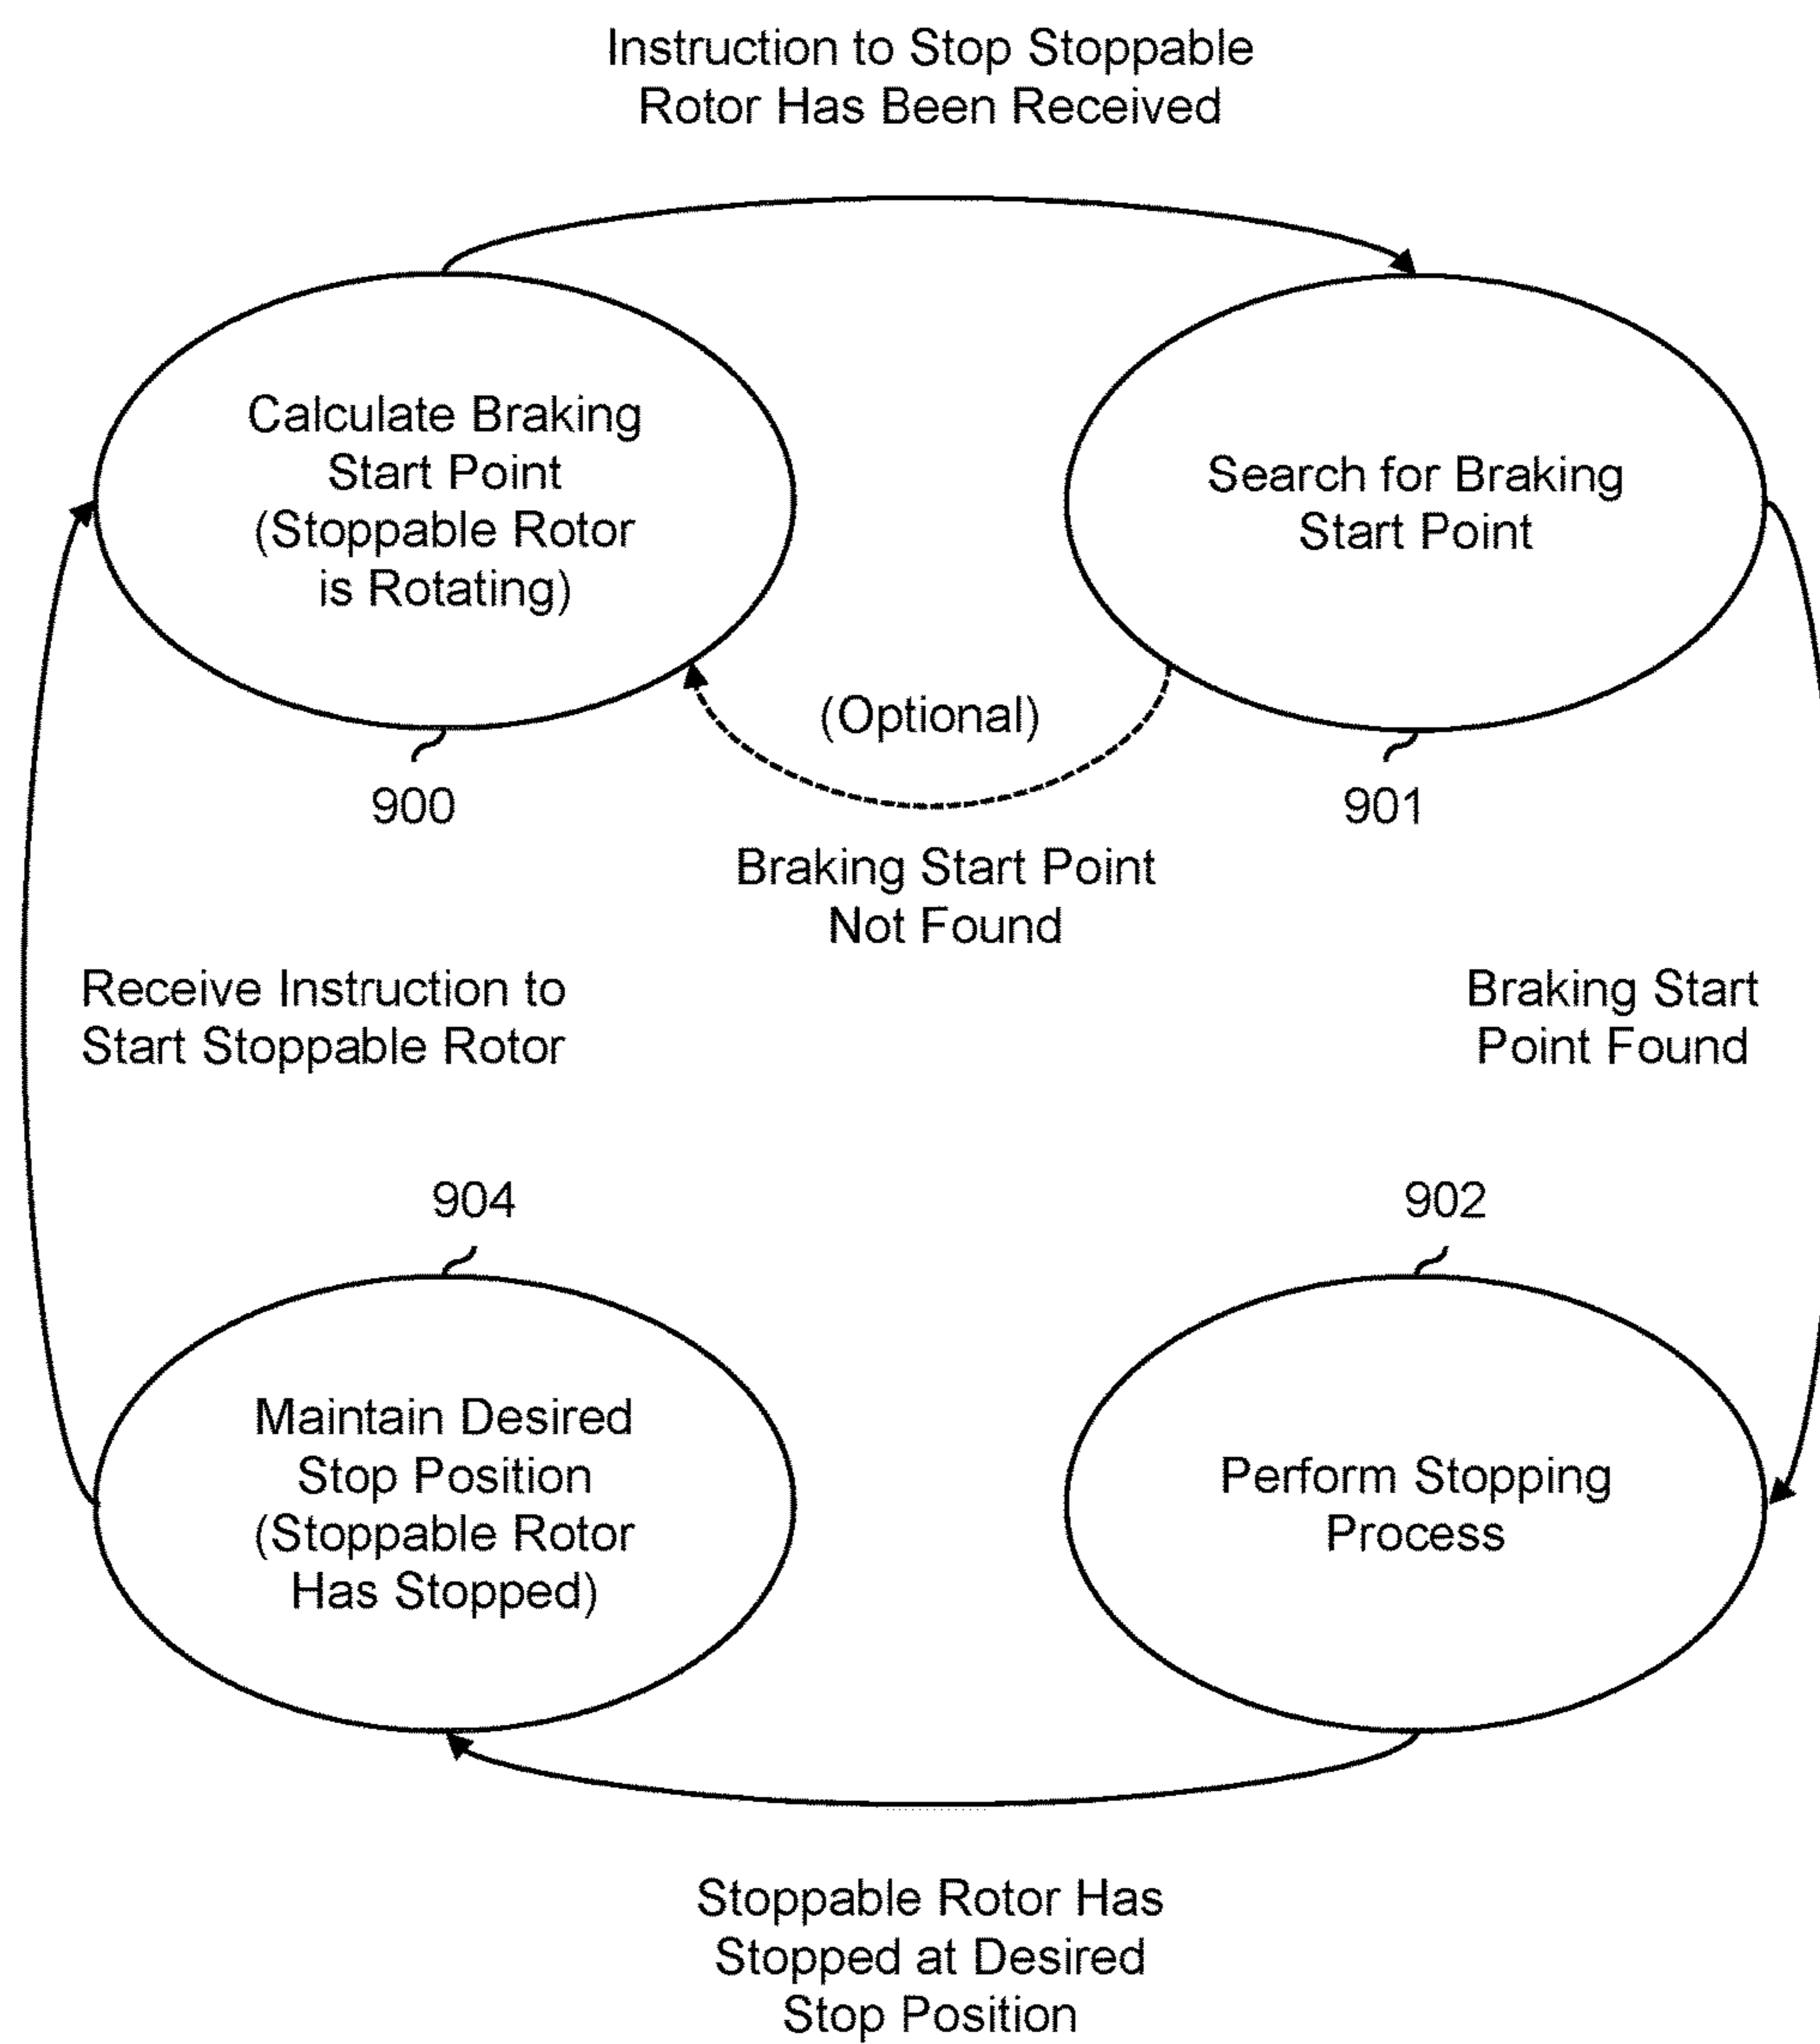 Instruction to Stop Stoppable
Rotor Has Been Received
Calculate Braking
Start Point
(Stoppable Rotor
is Rotating)
Search for Braking
Start Point
(Optional)
900
901
Braking Start Point
Not Found
Receive Instruction to
Start Stoppable Rotor
Braking Start
Point Found
904
902
Maintain Desired
Stop Position
(Stoppable Rotor
Has Stopped)
Perform Stopping
Process
Stoppable Rotor Has
Stopped at Desired
Stop Position